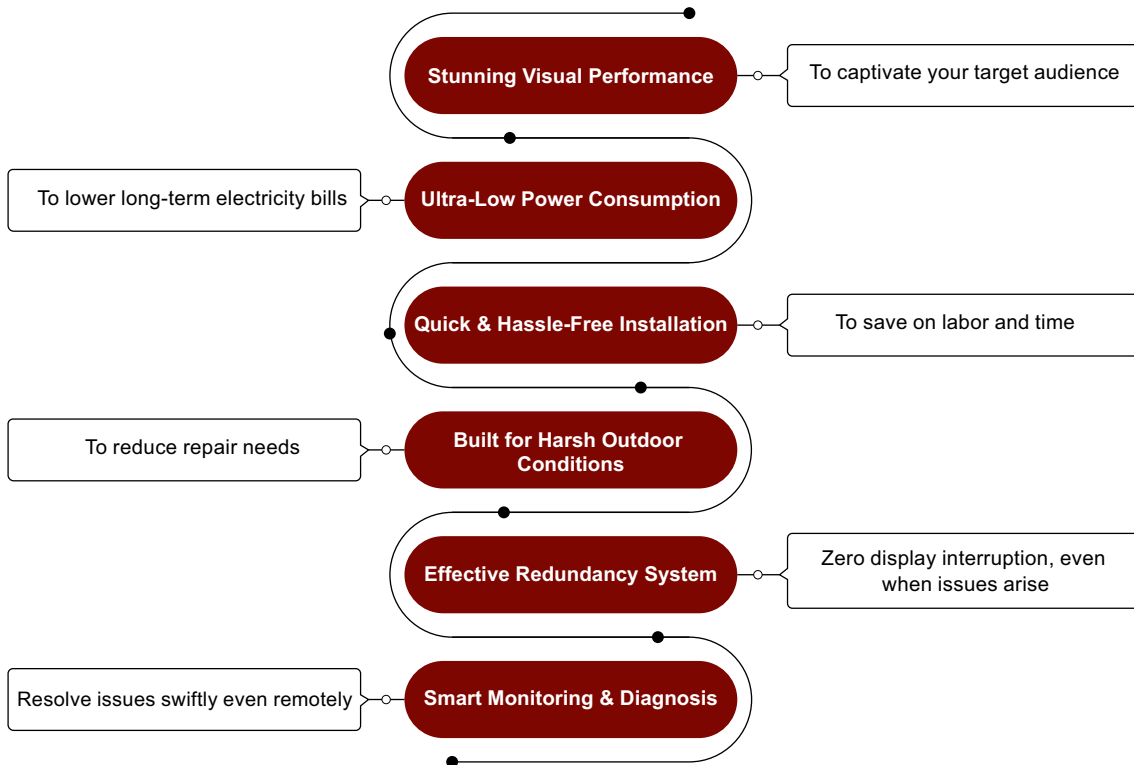 Stunning Visual Performance
To captivate your target audience
To lower long-term electricity bills
Ultra-Low Power Consumption
Quick & Hassle-Free Installation
To save on labor and time
To reduce repair needs
Built for Harsh Outdoor
Conditions
Effective Redundancy System
Zero display interruption, even
when issues arise
Resolve issues swiftly even remotely
Smart Monitoring & Diagnosis